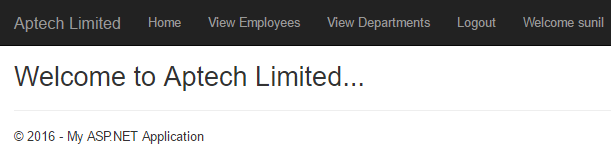 Aptech Limited Home View Employees View Departments Logout Welcome sunil
Welcome to Aptech Limited...
© 2016 - My ASP.NET Application